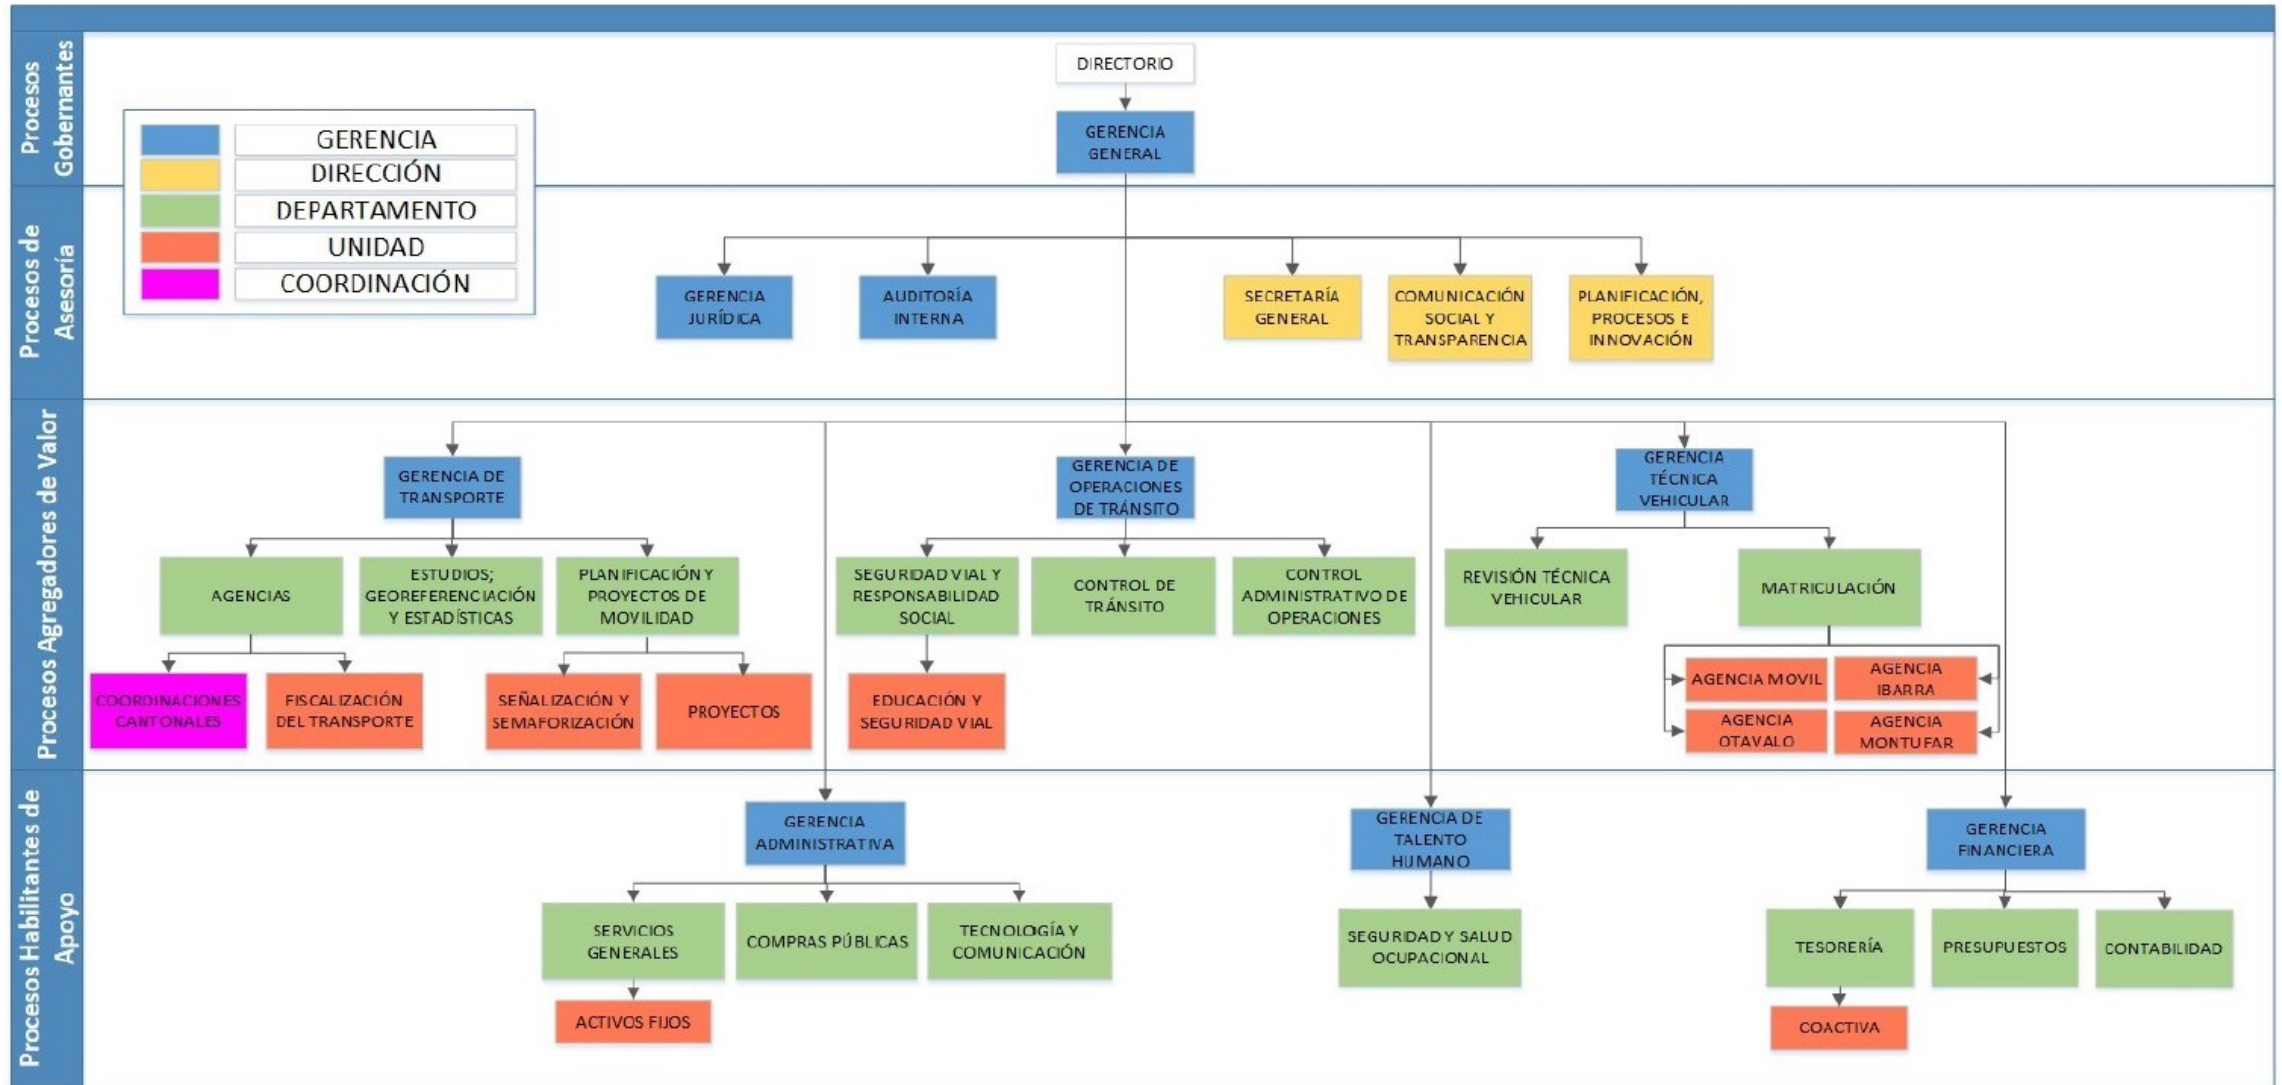 Procesos
Gobernantes
DIRECTORIO
GERENCIA
GENERAL
GERENCIA
DIRECCIÓN
DEPARTAMENTO
UNIDAD
COORDINACIÓN
Procesos de
Asesoría
GERENCIA
JURÍDICA
AUDITORÍA
INTERNA
SECRETARÍA
GENERAL
COMUNICACIÓN
SOCIAL Y
TRANSPARENCIA
PLANIFICACIÓN,
PROCESOS E
INNOVACIÓN
Procesos Agregadores de Valor
GERENCIA DE
TRANSPORTE
GERENCIA DE
OPERACIONES
DE TRÁNSITO
GERENCIA
TÉCNICA
VEHICULAR
AGENCIAS
ESTUDIOS;
GEOREFERENCIACIÓN
Y ESTADÍSTICAS
PLANIFICACIÓN Y
PROYECTOS DE
MOVILIDAD
SEGURIDAD VIAL Y
RESPONSABILIDAD
SOCIAL
CONTROL DE
TRÁNSITO
CONTROL
ADMINISTRATIVO DE
OPERACIONES
REVISIÓN TÉCNICA
VEHICULAR
MATRICULACIÓN
COORDINACIONES
CANTONALES
FISCALIZACIÓN
DEL TRANSPORTE
SEÑALIZACIÓN Y
SEMAFORIZACIÓN
PROYECTOS
EDUCACIÓN Y
SEGURIDAD VIAL
AGENCIA MOVIL
AGENCIA
IBARRA
AGENCIA
OTAVALO
AGENCIA
MONTUFAR
Procesos Habilitantes de
Apoyo
GERENCIA
ADMINISTRATIVA
GERENCIA DE
TALENTO
HUMANO
GERENCIA
FINANCIERA
SERVICIOS
GENERALES
COMPRAS PÚBLICAS
TECNOLOGÍA Y
COMUNICACIÓN
SEGURIDAD Y SALUD
OCUPACIONAL
TESORERÍA
PRESUPUESTOS
CONTABILIDAD
ACTIVOS FIJOS
COACTIVA